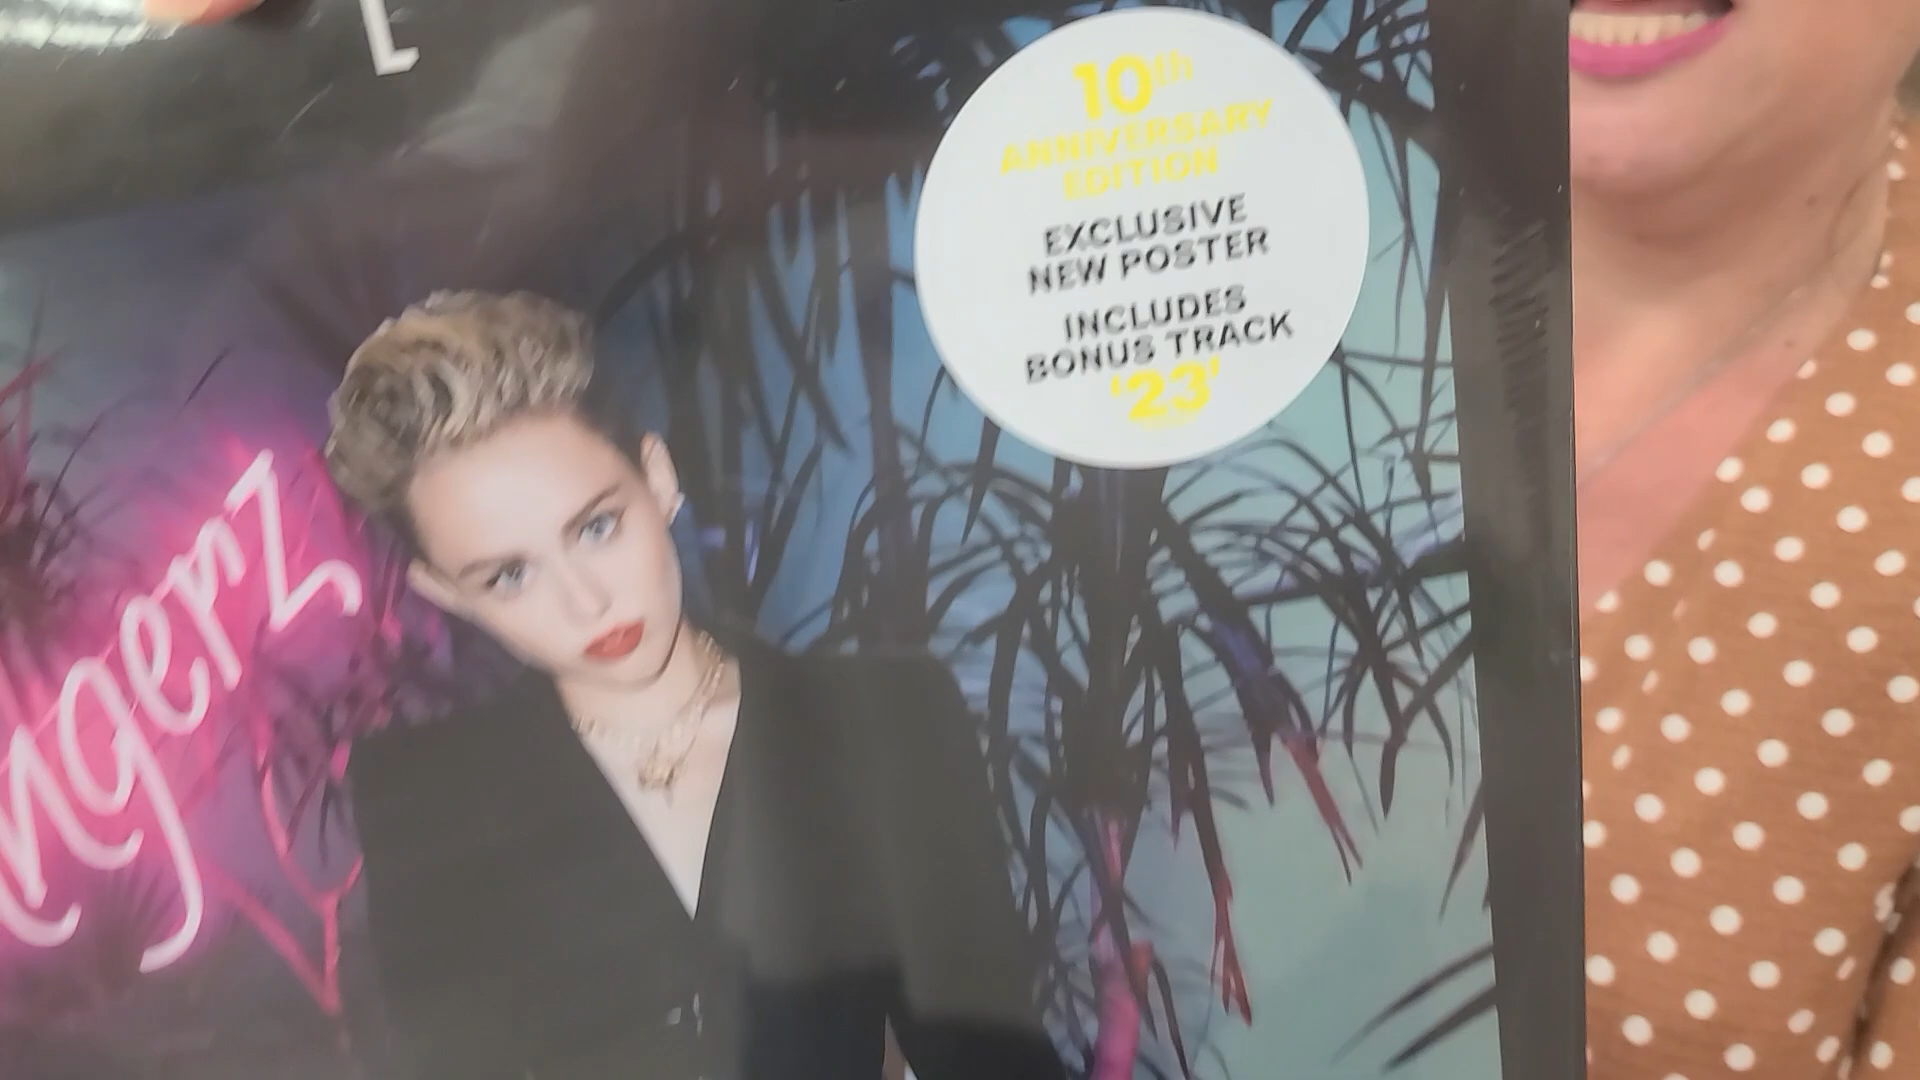 10th
ANNIVERSARY
EDITION
EXCLUSIVE
NEW POSTER
INCLUDES
BONUS TRACK
'23'
ngerz